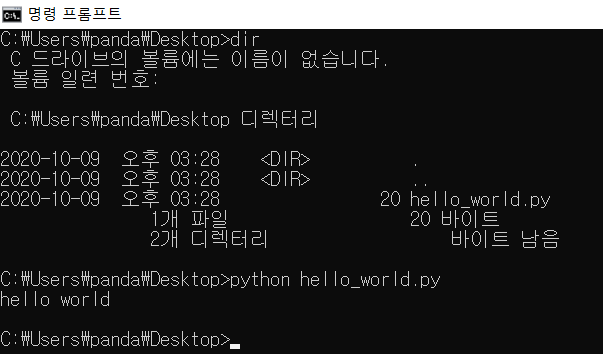 명령 프롬프트
C:\Users\panda\Desktop>dir
C 드라이브의 볼륨에는 이름이 없습니다.
볼륨 일련 번호:
C:\Users\panda\Desktop 디렉터리
2020-10-09 오후 03:28 <DIR> .
2020-10-09 오후 03:28 <DIR> ..
2020-10-09 오후 03:28 20 hello_world.py
1개 파일 20 바이트
2개 디렉터리 바이트 남음
C:\Users\panda\Desktop>python hello_world.py
hello world
C:\Users\panda\Desktop>